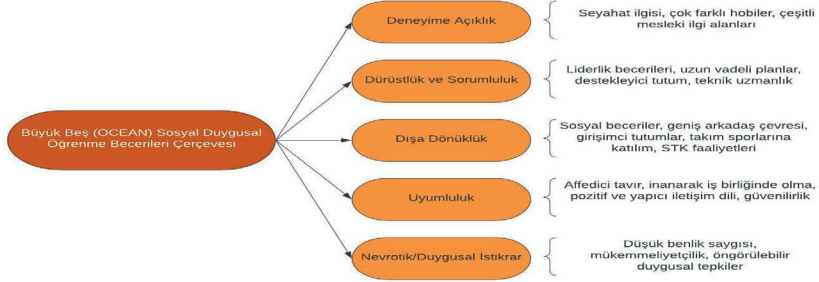 Büyük Beş (OCEAN) Sosyal Duygusal
Öğrenme Becerileri Çerçevesi
Deneyime Açıklık
Seyahat ilgisi, çok farklı hobiler, çeşitli
mesleki ilgi alanları
Dürüstlük ve Sorumluluk
Liderlik becerileri, uzun vadeli planlar,
destekleyici tutum, teknik uzmanlık
Dışa Dönüklük
Sosyal beceriler, geniş arkadaş çevresi,
girişimci tutumlar, takım sporlarına
katılım, STK faaliyetleri
Uyumluluk
Affedici tavır, inanarak iş birliğinde olma,
pozitif ve yapıcı iletişim dili, güvenilirlik
Nevrotik/Duygusal İstikrar
Düşük benlik saygısı,
mükemmeliyetçilik, öngörülebilir
duygusal tepkiler